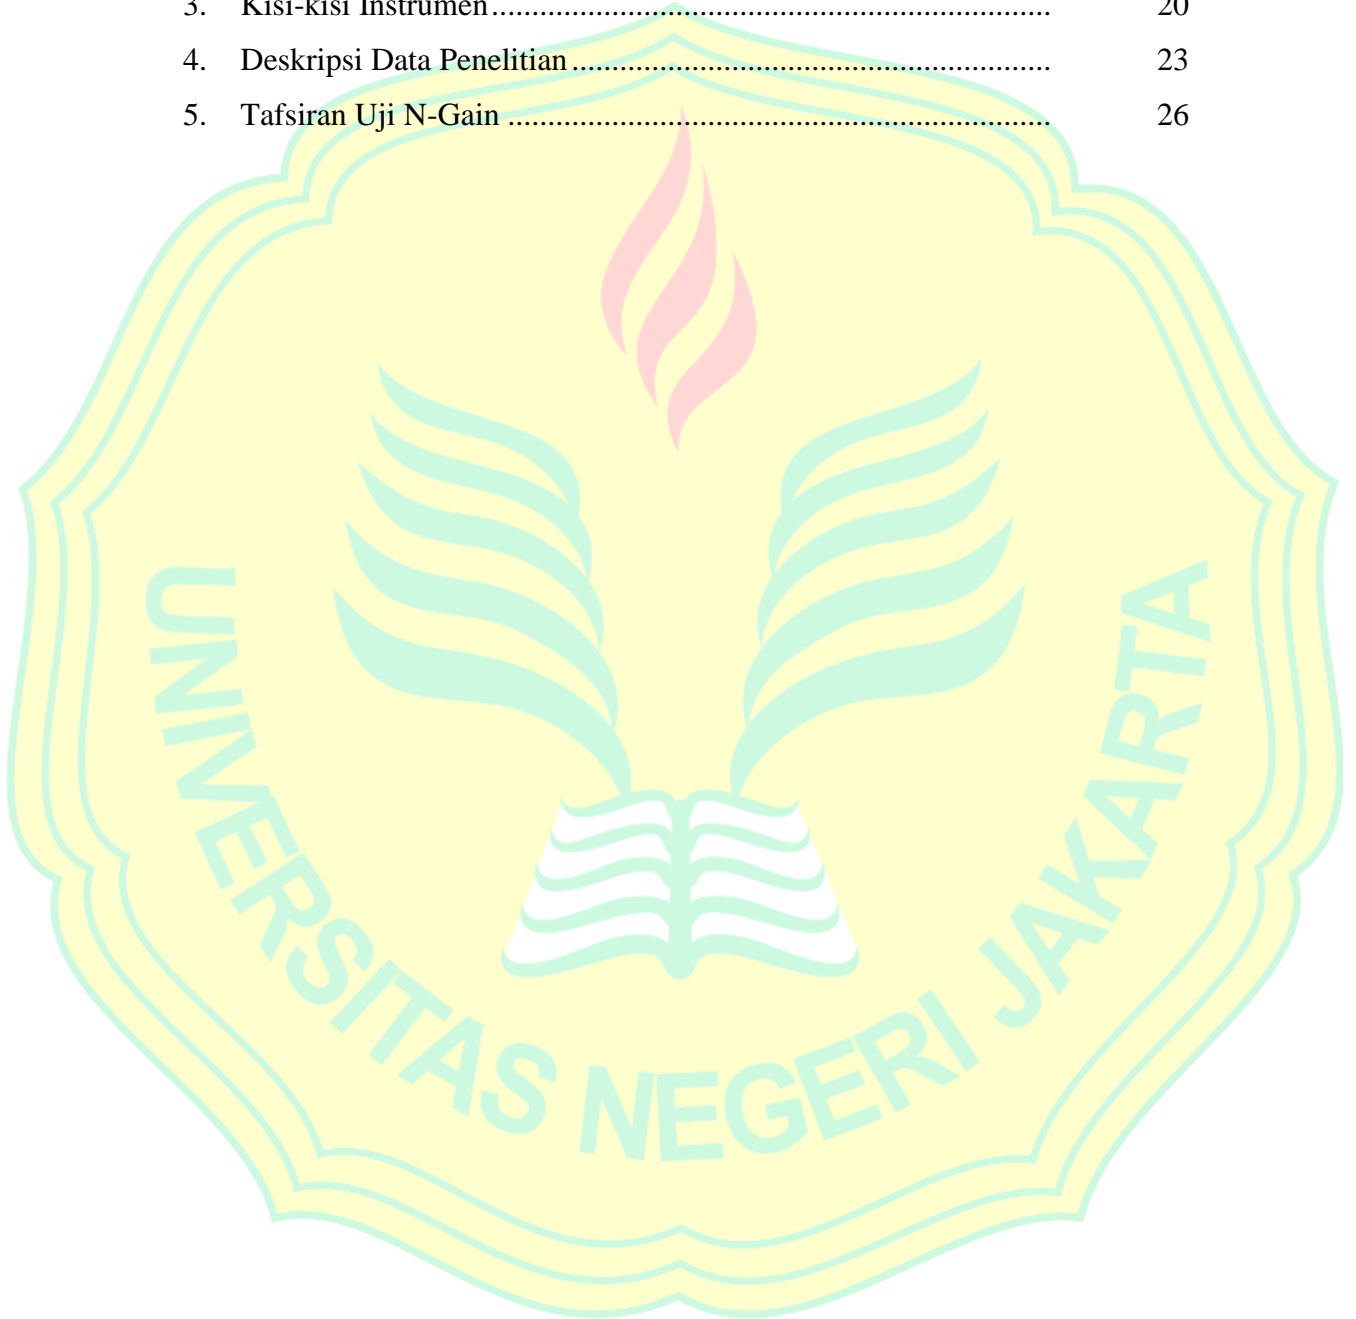 3. Kisi-kisi Instrumen...................................................................... 20
4. Deskripsi Data Penelitian............................................................ 23
5. Tafsiran Uji N-Gain .................................................................... 26
UNIVERSITAS NEGERI JAKARTA